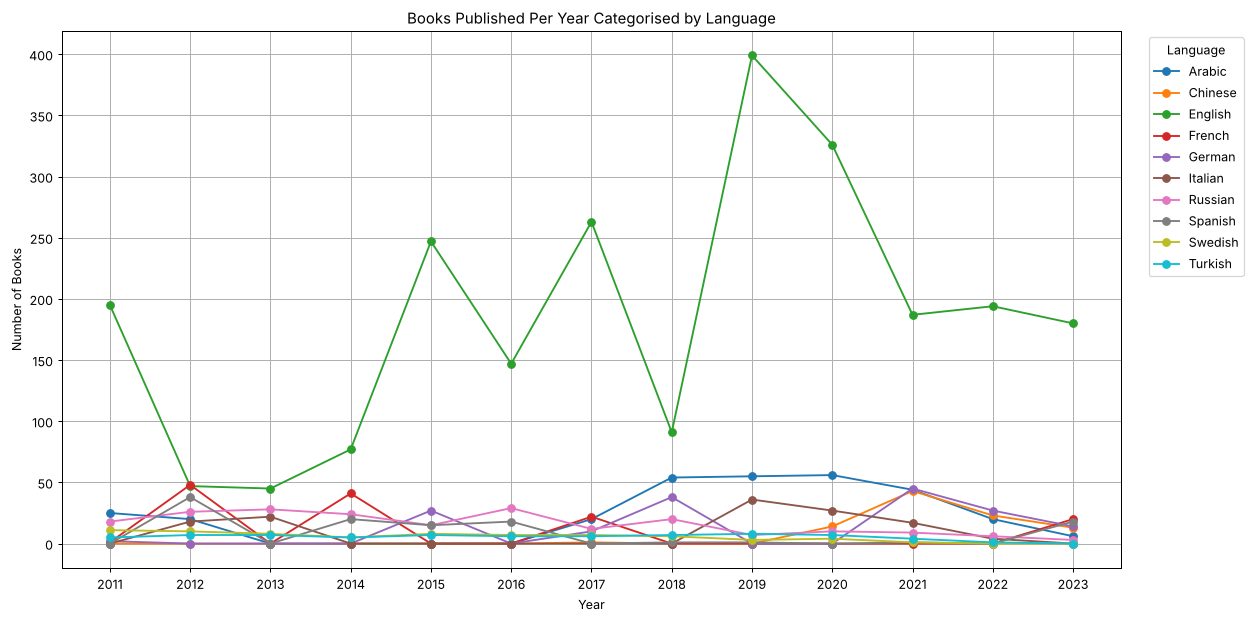 Books Published Per Year Categorised by Language
Number of Books
400
350
300
250
200
150
100
50
0
2011 2012 2013 2014 2015 2016 2017 2018 2019 2020 2021 2022 2023
Year
Language
Arabic
Chinese
English
French
German
Italian
Russian
Spanish
Swedish
Turkish